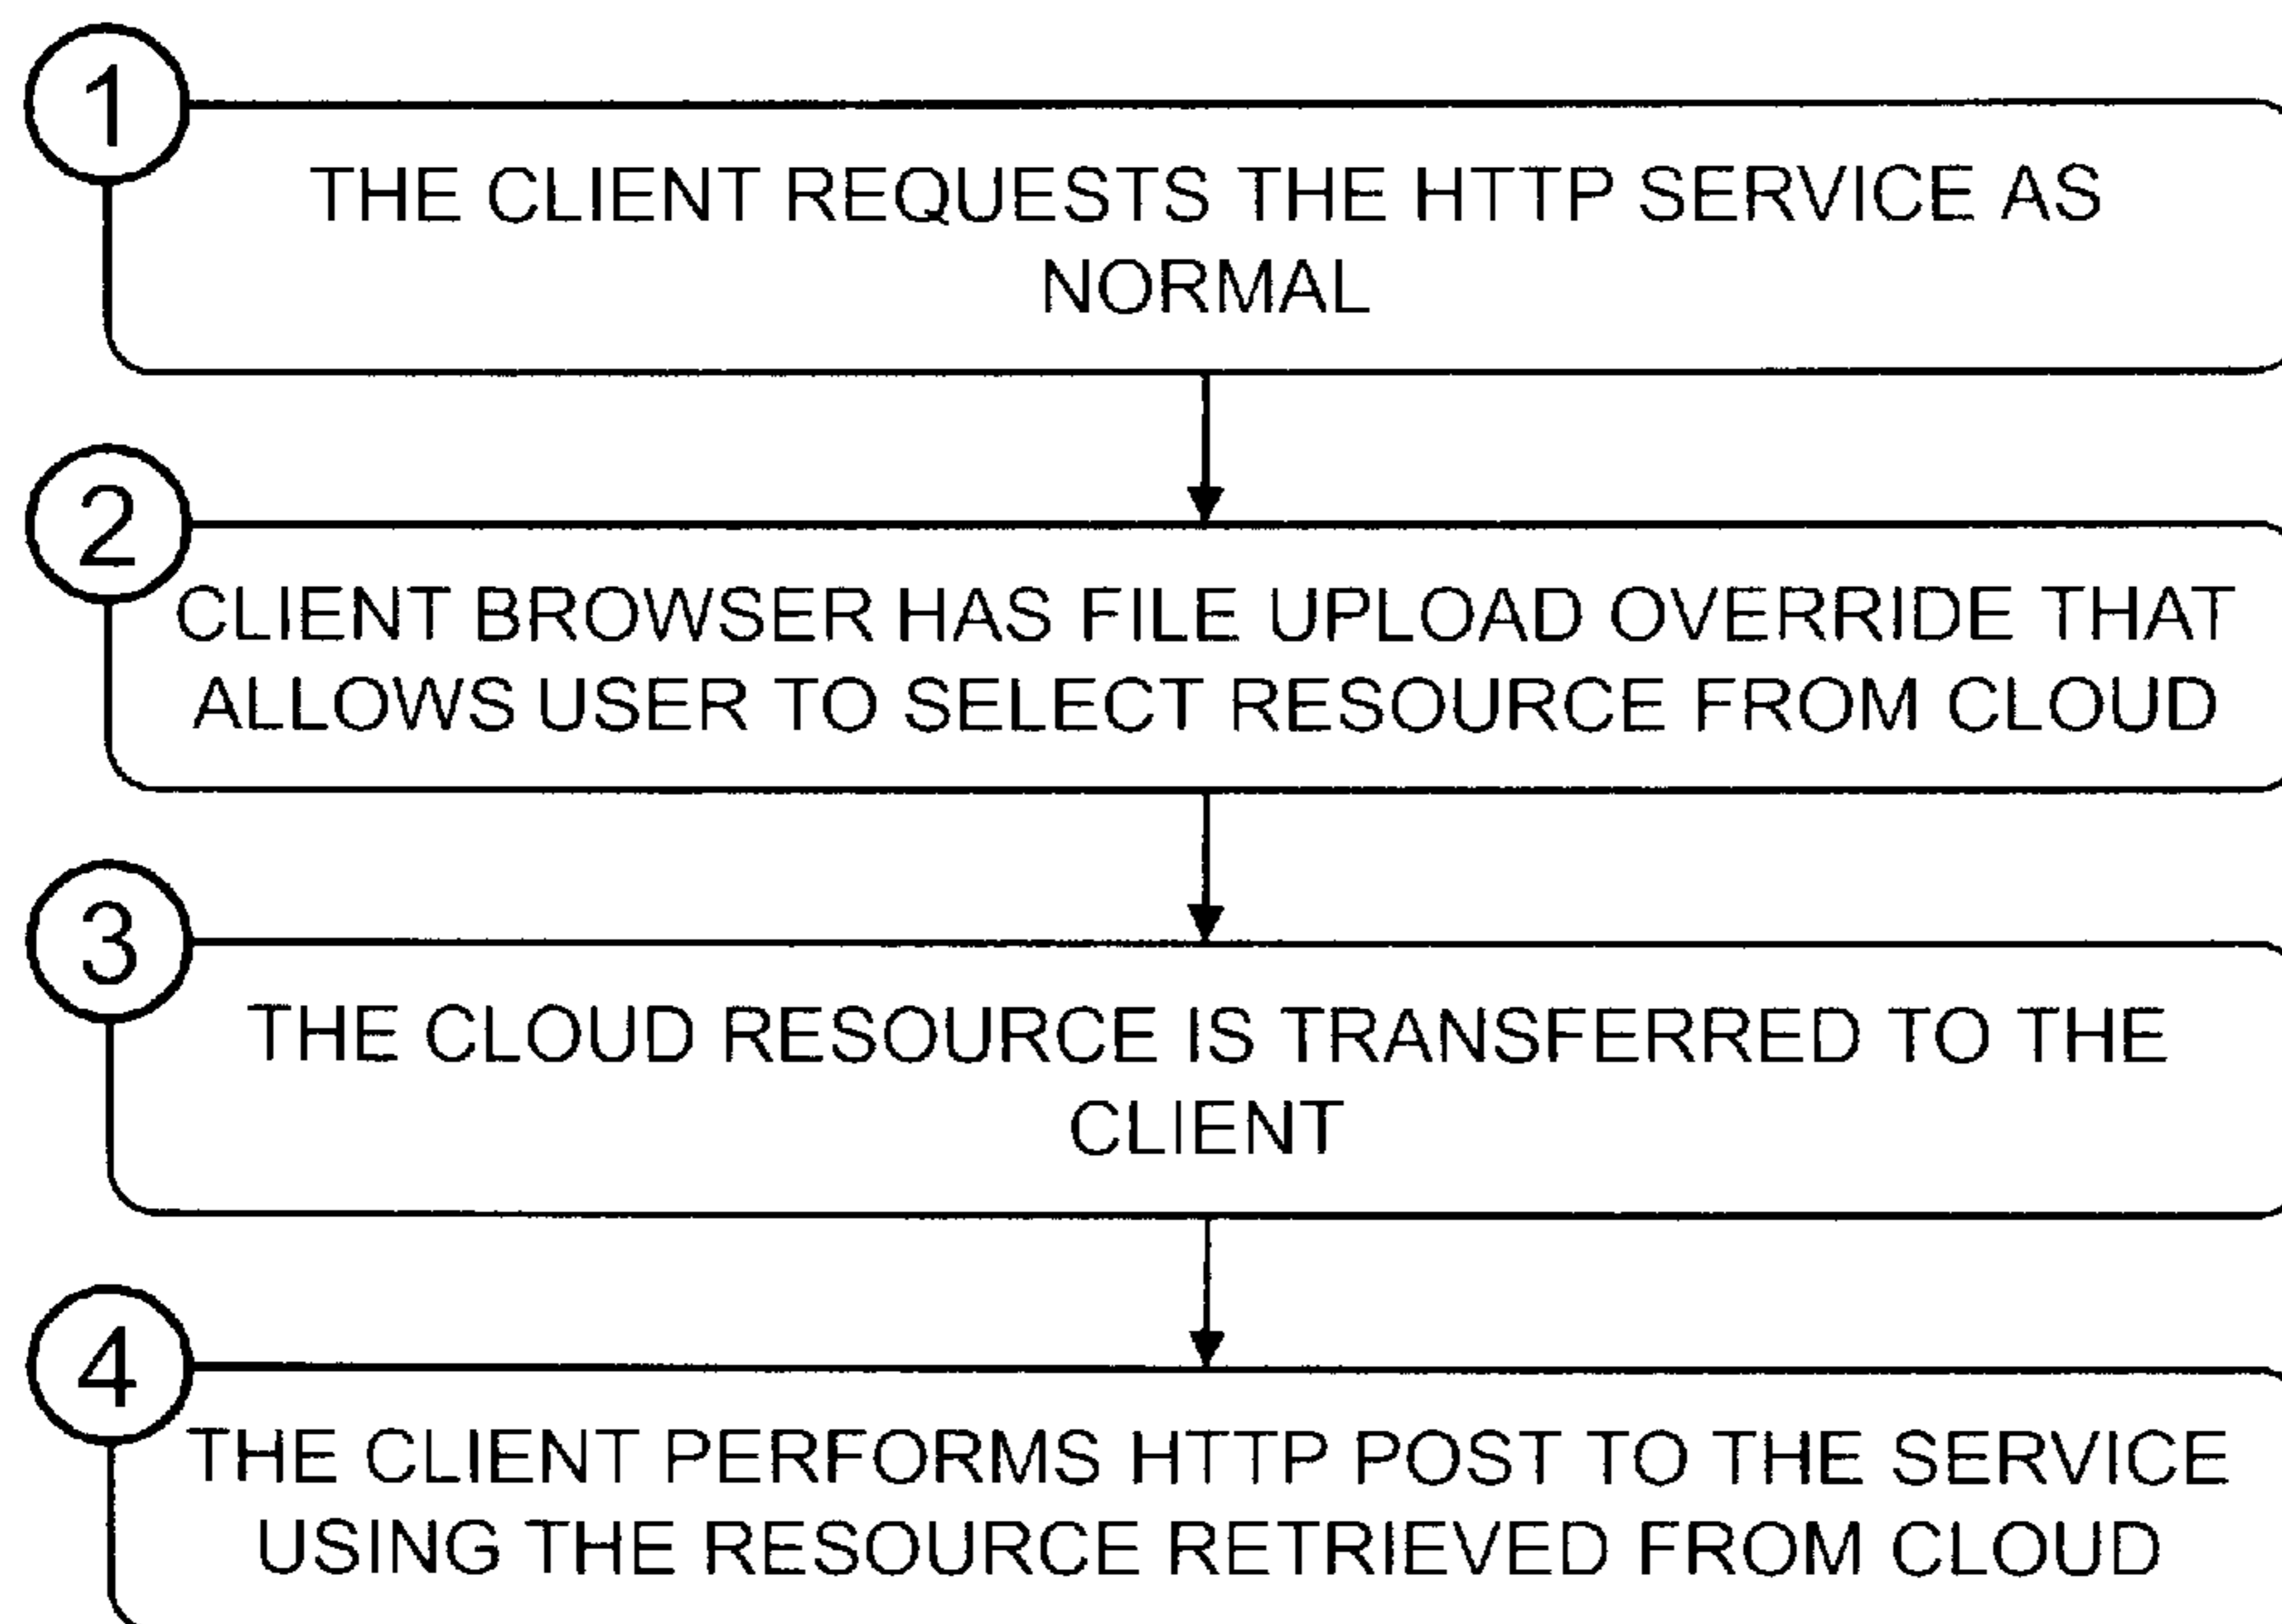 1
THE CLIENT REQUESTS THE HTTP SERVICE AS
NORMAL
2
CLIENT BROWSER HAS FILE UPLOAD OVERRIDE THAT
ALLOWS USER TO SELECT RESOURCE FROM CLOUD
3
THE CLOUD RESOURCE IS TRANSFERRED TO THE
CLIENT
4
THE CLIENT PERFORMS HTTP POST TO THE SERVICE
USING THE RESOURCE RETRIEVED FROM CLOUD